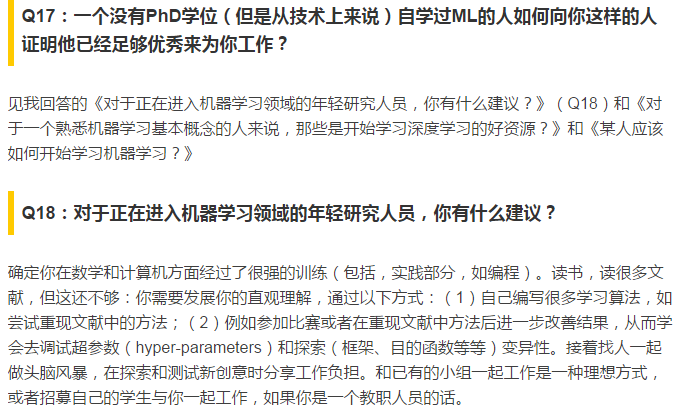 Q17：一个没有PhD学位（但是从技术上来说）自学过ML的人如何向你这样的人
证明他已经足够优秀来为你工作？
见我回答的《对于正在进入机器学习领域的年轻研究人员，你有什么建议？》（Q18）和《对
于一个熟悉机器学习基本概念的人来说，那些是开始学习深度学习的好资源？》和《某人应该
如何开始学习机器学习？》
Q18：对于正在进入机器学习领域的年轻研究人员，你有什么建议？
确定你在数学和计算机方面经过了很强的训练（包括，实践部分，如编程）。读书，读很多文
献，但这还不够：你需要发展你的直观理解，通过以下方式：（1）自己编写很多学习算法，如
尝试重现文献中的方法；（2）例如参加比赛或者在重现文献中方法后进一步改善结果，从而学
会去调试超参数（hyper-parameters）和探索（框架、目的函数等等）变异性。接着找人一起
做头脑风暴，在探索和测试新创意时分享工作负担。和已有的小组一起工作是一种理想方式，
或者招募自己的学生与你一起工作，如果你是一个教职人员的话。